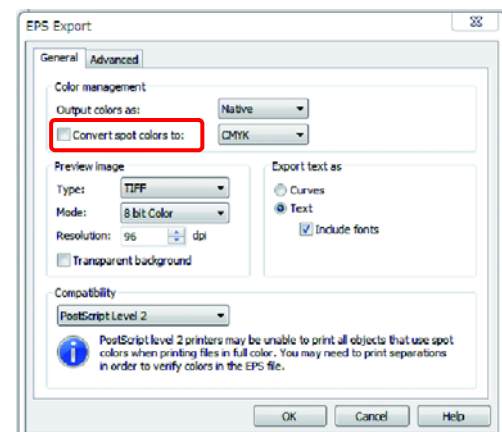 EPS Export
General Advanced
Color management
Output colors as: Native
Convert spot colors to: CMYK
Preview image
Type: TIFF
Mode: 8 bit Color
Resolution: 96 dpi
Transparent background
Export text as
Curves
Text
Include fonts
Compatibility
PostScript Level 2
PostScript level 2 printers may be unable to print all objects that use spot
colors when printing files in full color. You may need to print separations
in order to verify colors in the EPS file.
OK Cancel Help